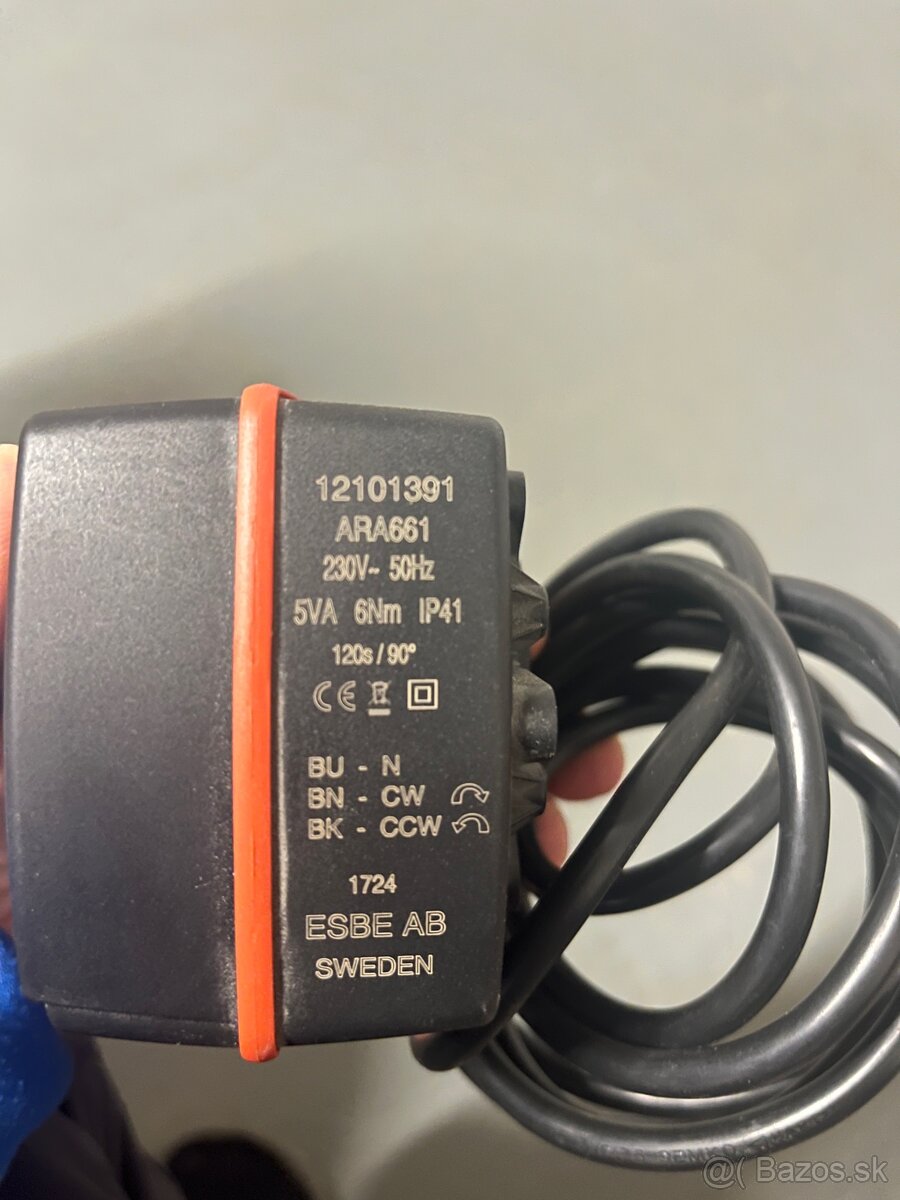 12101391
ARA661
230V~ 50Hz
5VA 6Nm IP41
120s / 90°
CE
BU - N
BN - CW
BK - CCW
1724
ESBE AB
SWEDEN
Bazos.sk